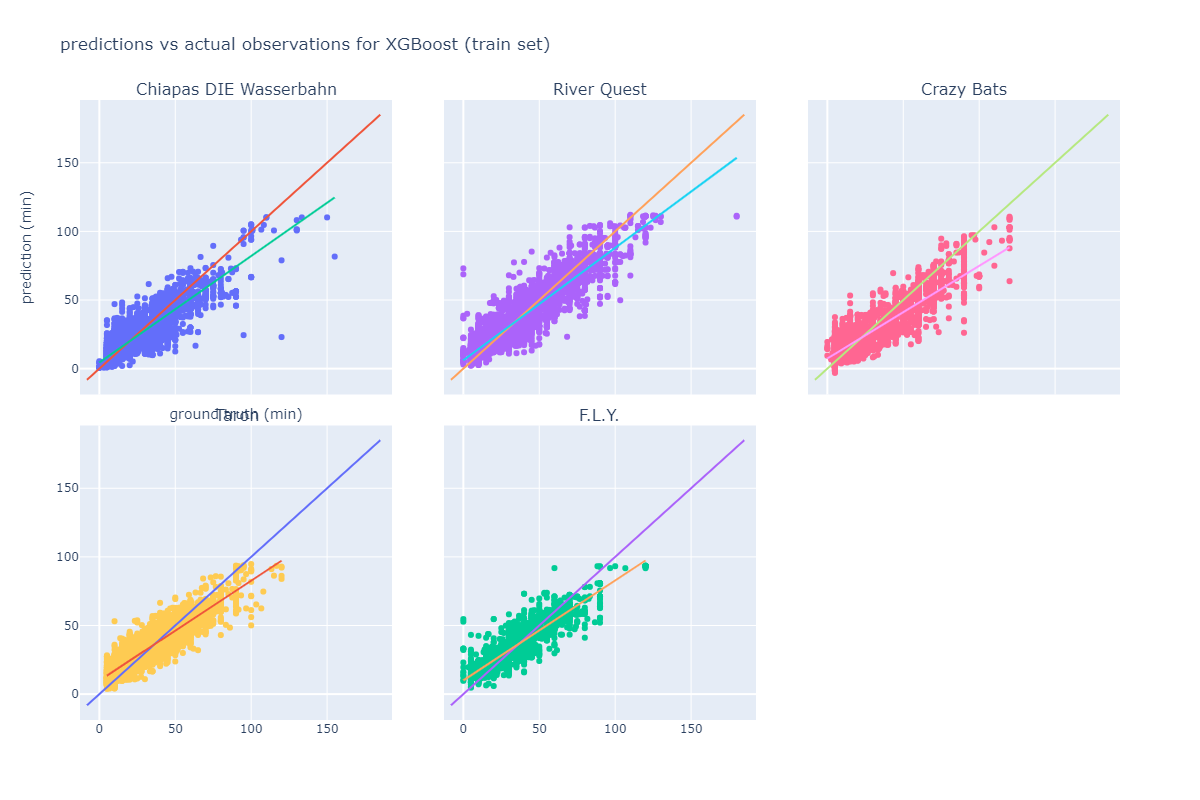 predictions vs actual observations for XGBoost (train set)
Chiapas DIE Wasserbahn
River Quest
Crazy Bats
prediction (min)
150
100
50
0
ground truth (min)
Taron
F.L.Y.
150
100
50
0
0 50 100 150
0 50 100 150